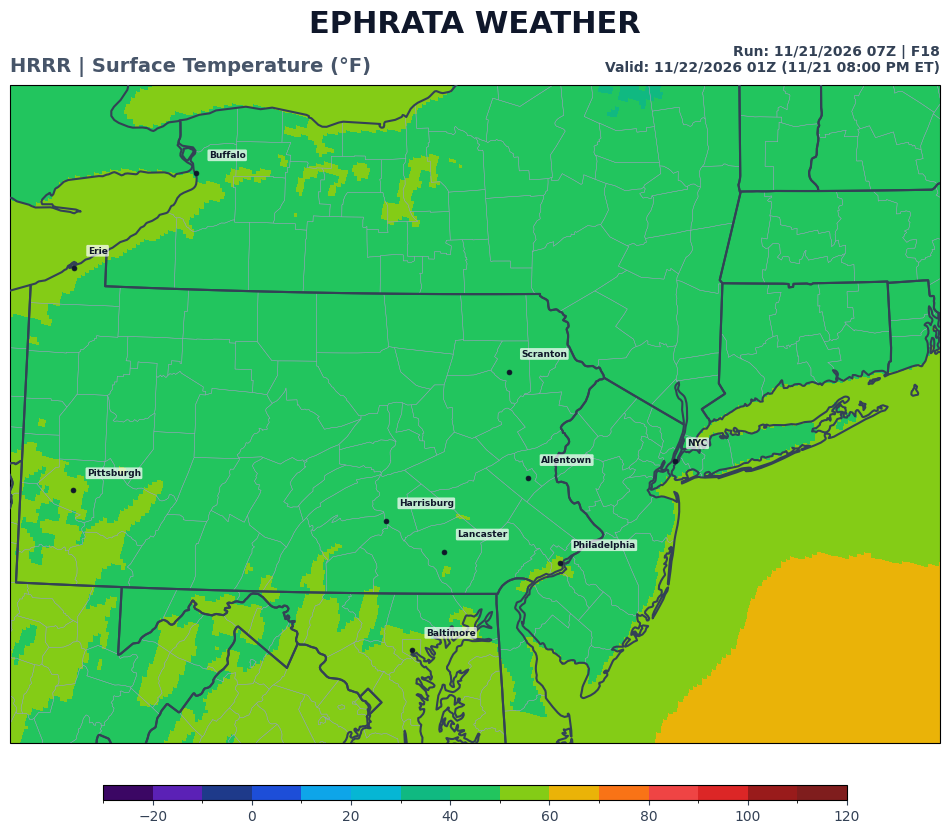 EPHRATA WEATHER
Run: 11/21/2026 07Z | F18
HRRR | Surface Temperature (°F)
Valid: 11/22/2026 01Z (11/21 08:00 PM ET)
Buffalo
Erie
Scranton
NYC
Allentown
Pittsburgh
Harrisburg
Lancaster
Philadelphia
Baltimore
−20 0 20 40 60 80 100 120